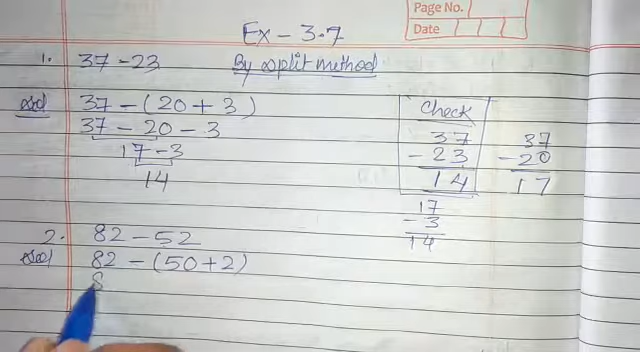 Page No.
Date
Ex - 3.7
1. 37 - 23 By split method
Sol 37 - (20 + 3)
37 - 20 - 3
17 - 3
14
Check
37
- 23
14
37
- 20
17
17
- 3
14
2. 82 - 52
Sol 82 - (50 + 2)
8